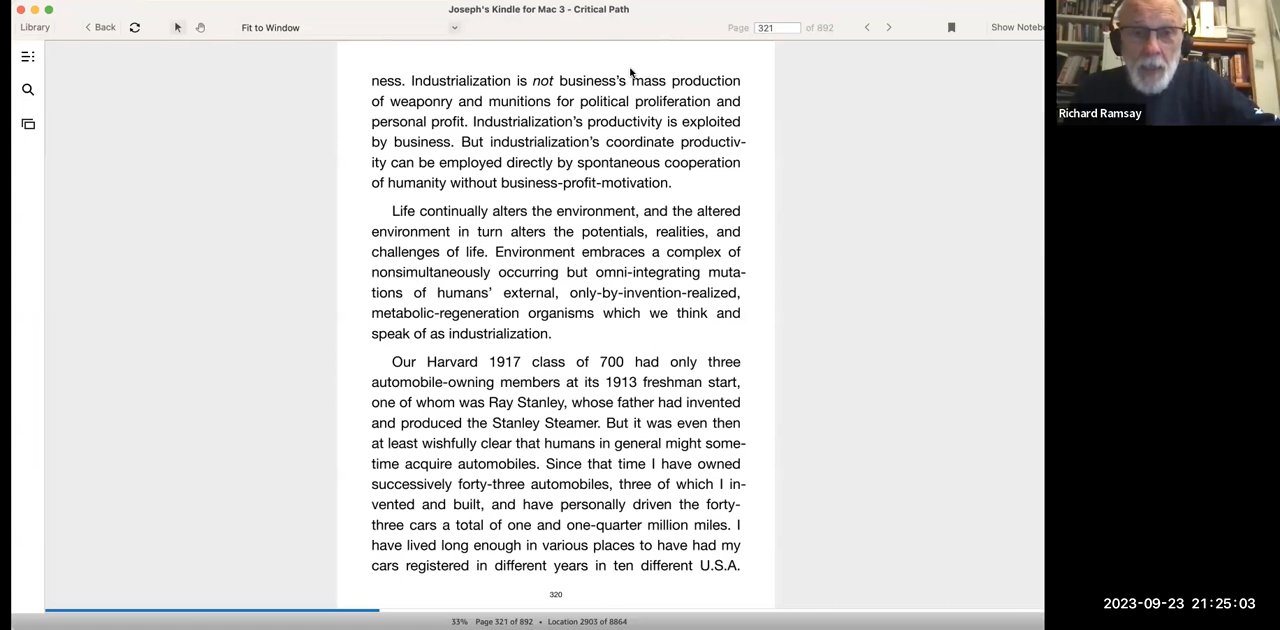 Joseph's Kindle for Mac 3 - Critical Path
Library
Back
Fit to Window
Page 321 of 892
Show Notebo
ness. Industrialization is not business's mass production
of weaponry and munitions for political proliferation and
personal profit. Industrialization's productivity is exploited
by business. But industrialization's coordinate productiv-
ity can be employed directly by spontaneous cooperation
of humanity without business-profit-motivation.
Life continually alters the environment, and the altered
environment in turn alters the potentials, realities, and
challenges of life. Environment embraces a complex of
nonsimultaneously occurring but omni-integrating muta-
tions of humans' external, only-by-invention-realized,
metabolic-regeneration organisms which we think and
speak of as industrialization.
Our Harvard 1917 class of 700 had only three
automobile-owning members at its 1913 freshman start,
one of whom was Ray Stanley, whose father had invented
and produced the Stanley Steamer. But it was even then
at least wishfully clear that humans in general might some-
time acquire automobiles. Since that time I have owned
successively forty-three automobiles, three of which I in-
vented and built, and have personally driven the forty-
three cars a total of one and one-quarter million miles. I
have lived long enough in various places to have had my
cars registered in different years in ten different U.S.A.
320
33% Page 321 of 892 • Location 2903 of 8864
Richard Ramsay
2023-09-23 21:25:03